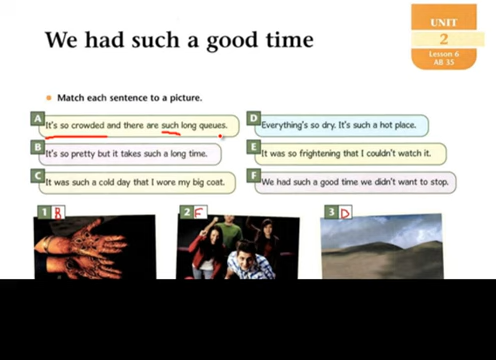 We had such a good time
UNIT
2
Lesson 6
AB 35
Match each sentence to a picture.
A It's so crowded and there are such long queues.
B It's so pretty but it takes such a long time.
C It was such a cold day that I wore my big coat.
D Everything's so dry. It's such a hot place.
E It was so frightening that I couldn't watch it.
F We had such a good time we didn't want to stop.
1 B
2 F
3 D